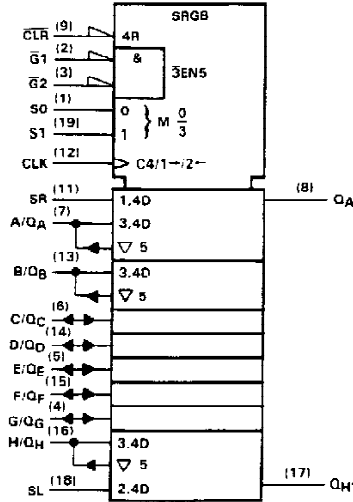 SRG8
CLR (9) 4R
G1 (2) &
G2 (3) 3EN5
S0 (1) 0
S1 (19) 1 } M 0/3
CLK (12) C4/1→/2←
SR (11) 1,4D (8) QA
A/QA (7) 3,4D
▽ 5
B/QB (13) 3.4D
▽ 5
C/QC (6)
D/QD (14)
E/QE (5)
F/QF (15)
G/QG (4)
H/QH (16) 3.4D
▽ 5 (17) QH'
SL (18) 2.4D